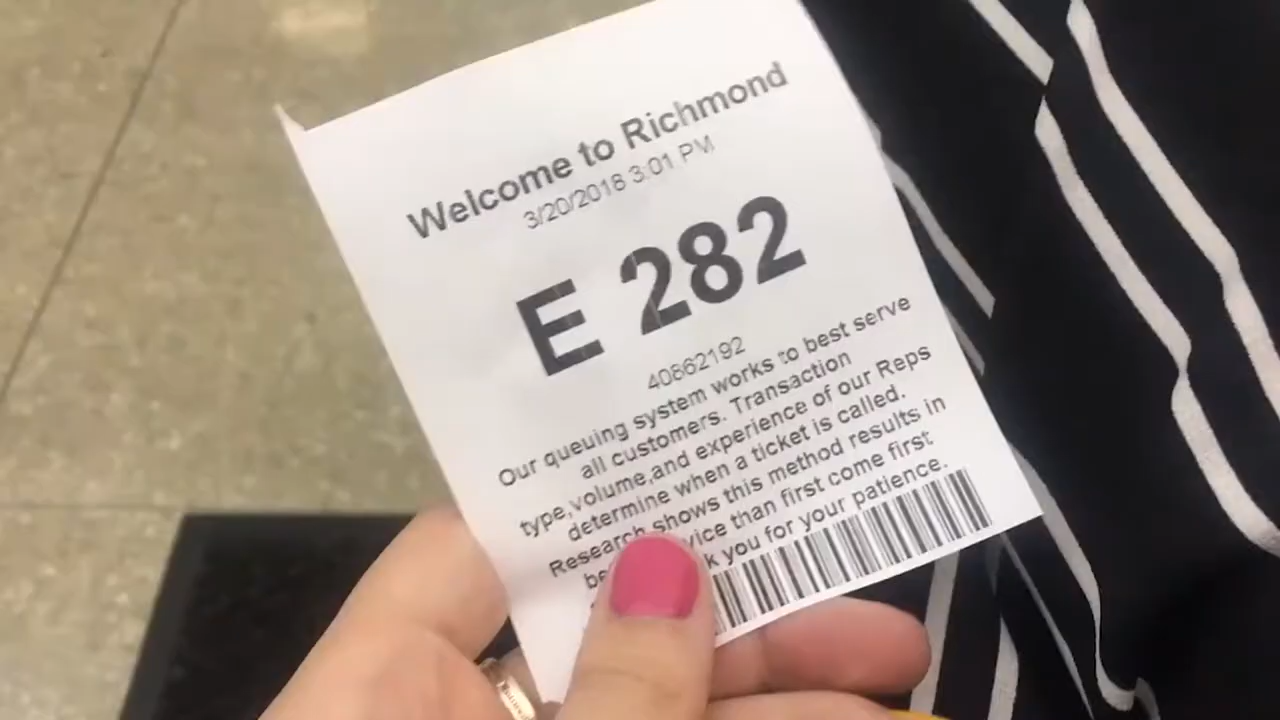 Welcome to Richmond
3/20/2018 3:01 PM
E 282
40862192
Our queuing system works to best serve
all customers. Transaction
type,volume,and experience of our Reps
determine when a ticket is called.
Research shows this method results in
than first come first
you for your patience.